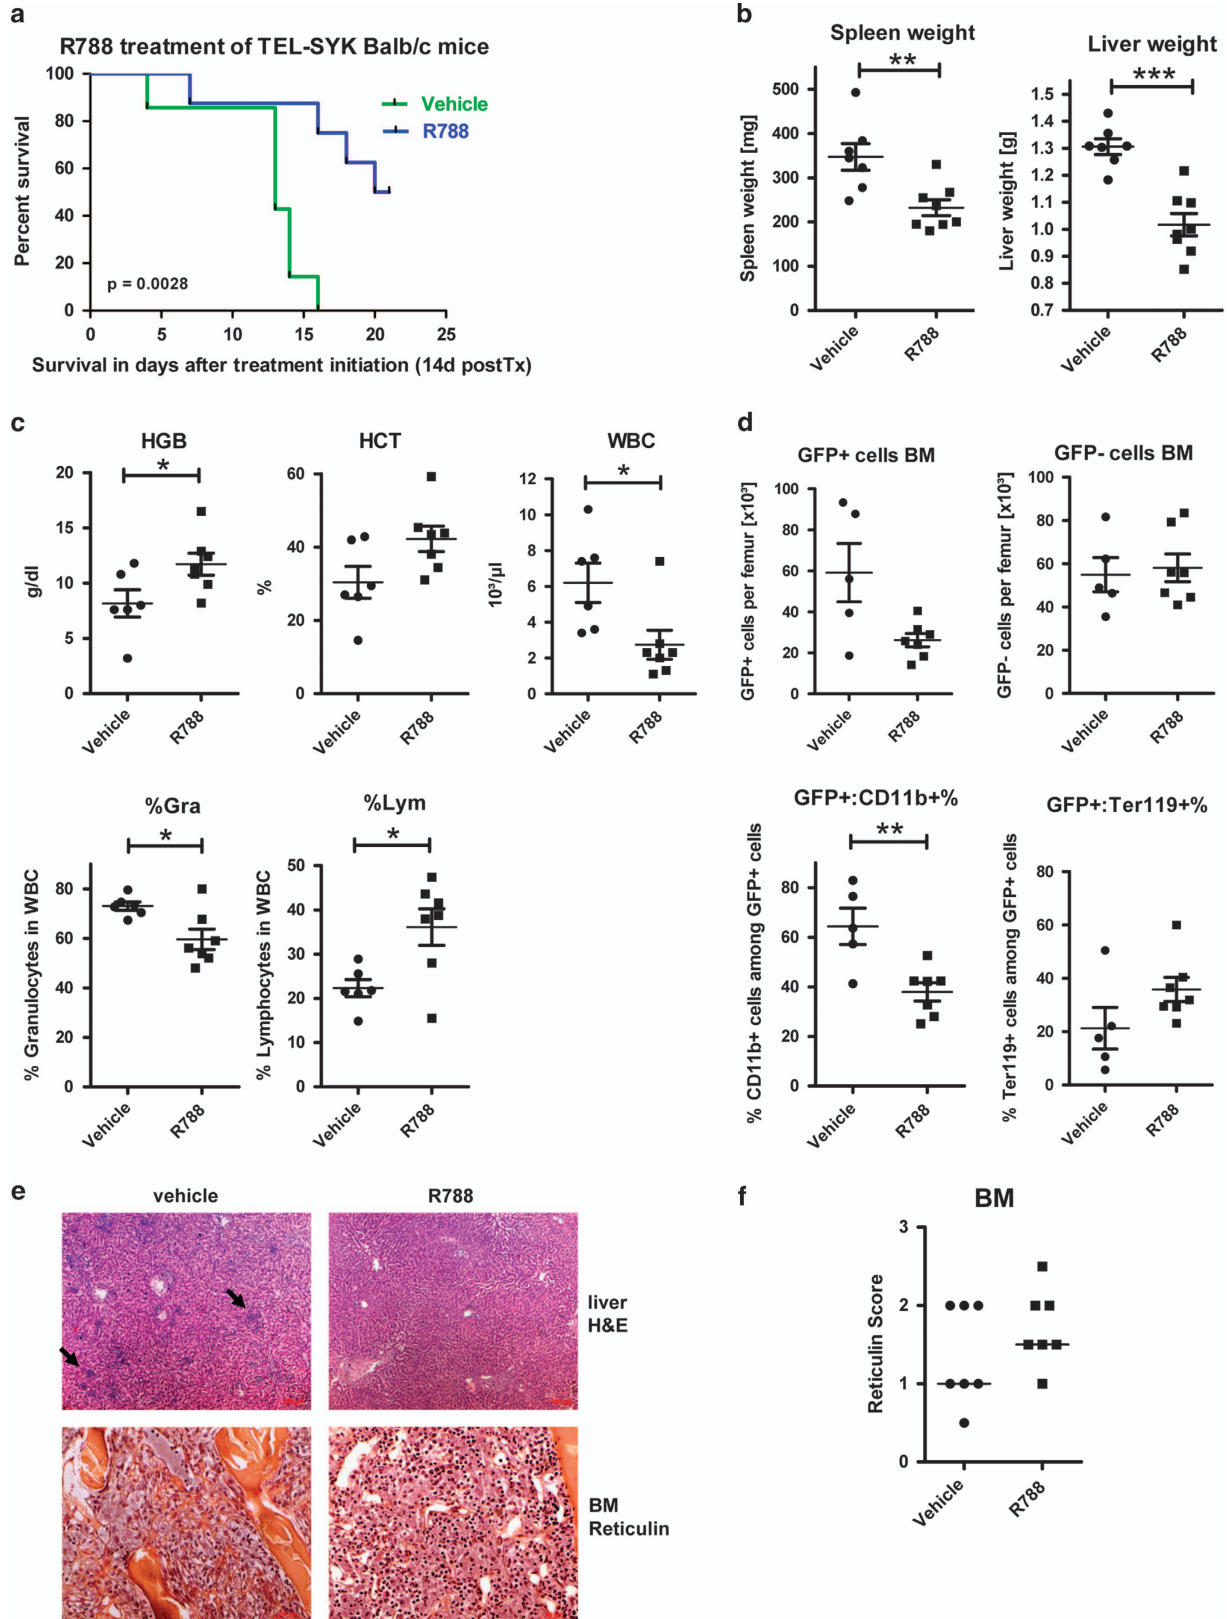 a
R788 treatment of TEL-SYK Balb/c mice
Percent survival
100
80
60
40
20
0
Vehicle
R788
p = 0.0028
0 5 10 15 20 25
Survival in days after treatment initiation (14d postTx)
b
Spleen weight
**
Spleen weight [mg]
500
400
300
200
100
0
Vehicle R788
Liver weight
***
Liver weight [g]
1.5
1.4
1.3
1.2
1.1
1.0
0.9
0.8
0.7
Vehicle R788
c
HGB
*
g/dl
20
15
10
5
0
Vehicle R788
HCT
%
60
40
20
0
Vehicle R788
WBC
*
10³/µl
12
10
8
6
4
2
0
Vehicle R788
%Gra
*
% Granulocytes in WBC
80
60
40
20
0
Vehicle R788
%Lym
*
% Lymphocytes in WBC
50
40
30
20
10
0
Vehicle R788
d
GFP+ cells BM
GFP+ cells per femur [x10³]
100
80
60
40
20
0
Vehicle R788
GFP- cells BM
GFP- cells per femur [x10³]
100
80
60
40
20
0
Vehicle R788
GFP+:CD11b+%
**
% CD11b+ cells among GFP+ cells
80
60
40
20
0
Vehicle R788
GFP+:Ter119+%
% Ter119+ cells among GFP+ cells
80
60
40
20
0
Vehicle R788
e
vehicle R788
liver
H&E
BM
Reticulin
f
BM
Reticulin Score
3
2
1
0
Vehicle R788